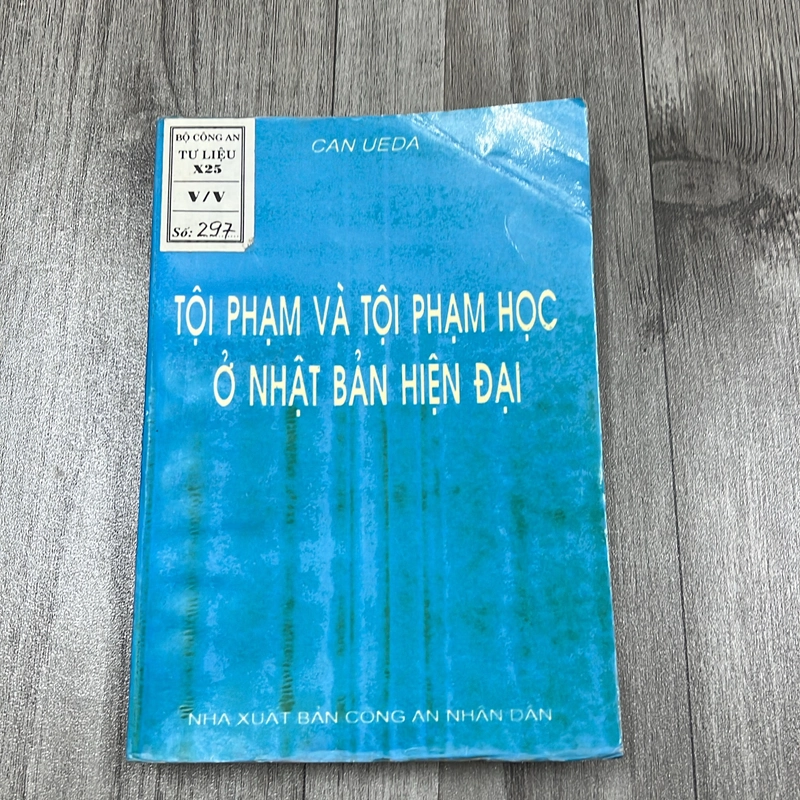 BỘ CÔNG AN
TƯ LIỆU
X25
V/V
Số: 297
CAN UEDA
TỘI PHẠM VÀ TỘI PHẠM HỌC
Ở NHẬT BẢN HIỆN ĐẠI
NHÀ XUẤT BẢN CÔNG AN NHÂN DÂN